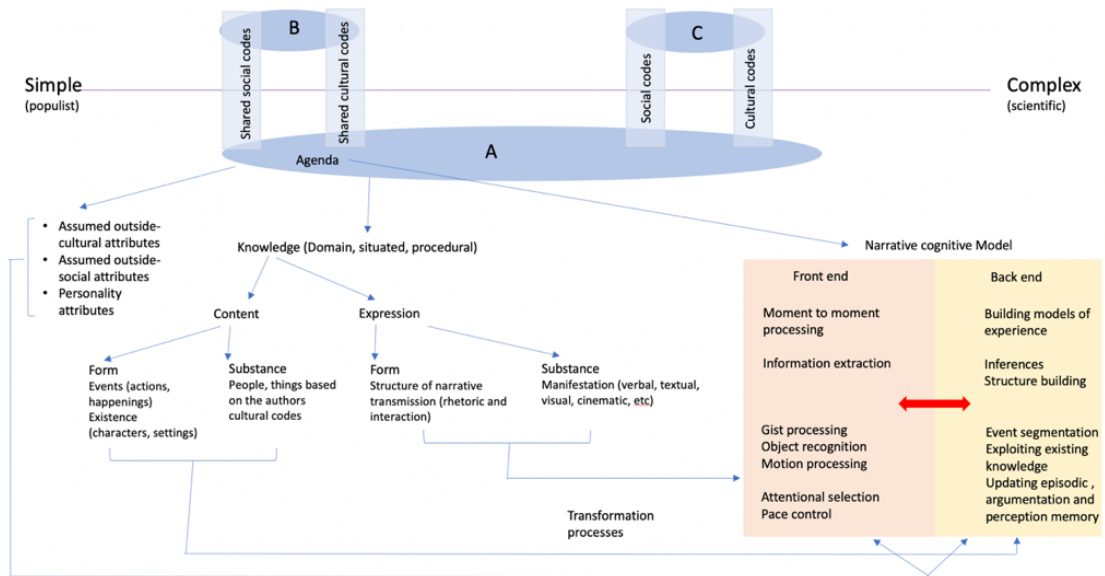 B
C
Shared social codes
Shared cultural codes
Social codes
Cultural codes
Simple
(populist)
Complex
(scientific)
A
Agenda
• Assumed outside-
cultural attributes
• Assumed outside-
social attributes
• Personality
attributes
Knowledge (Domain, situated, procedural)
Content
Expression
Form
Events (actions,
happenings)
Existence
(characters, settings)
Substance
People, things based
on the authors
cultural codes
Form
Structure of narrative
transmission (rhetoric and
interaction)
Substance
Manifestation (verbal, textual,
visual, cinematic, etc)
Narrative cognitive Model
Front end
Moment to moment
processing
Information extraction
Gist processing
Object recognition
Motion processing
Attentional selection
Pace control
Back end
Building models of
experience
Inferences
Structure building
Event segmentation
Exploiting existing
knowledge
Updating episodic ,
argumentation and
perception memory
Transformation
processes